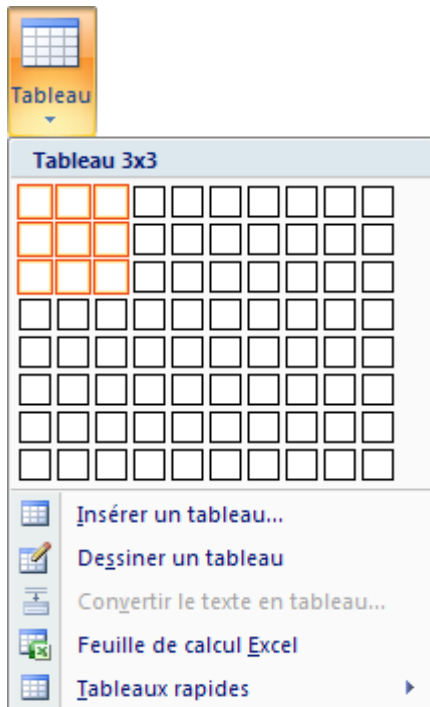 Tableau
Tableau 3x3
Insérer un tableau...
Dessiner un tableau
Convertir le texte en tableau...
Feuille de calcul Excel
Tableaux rapides